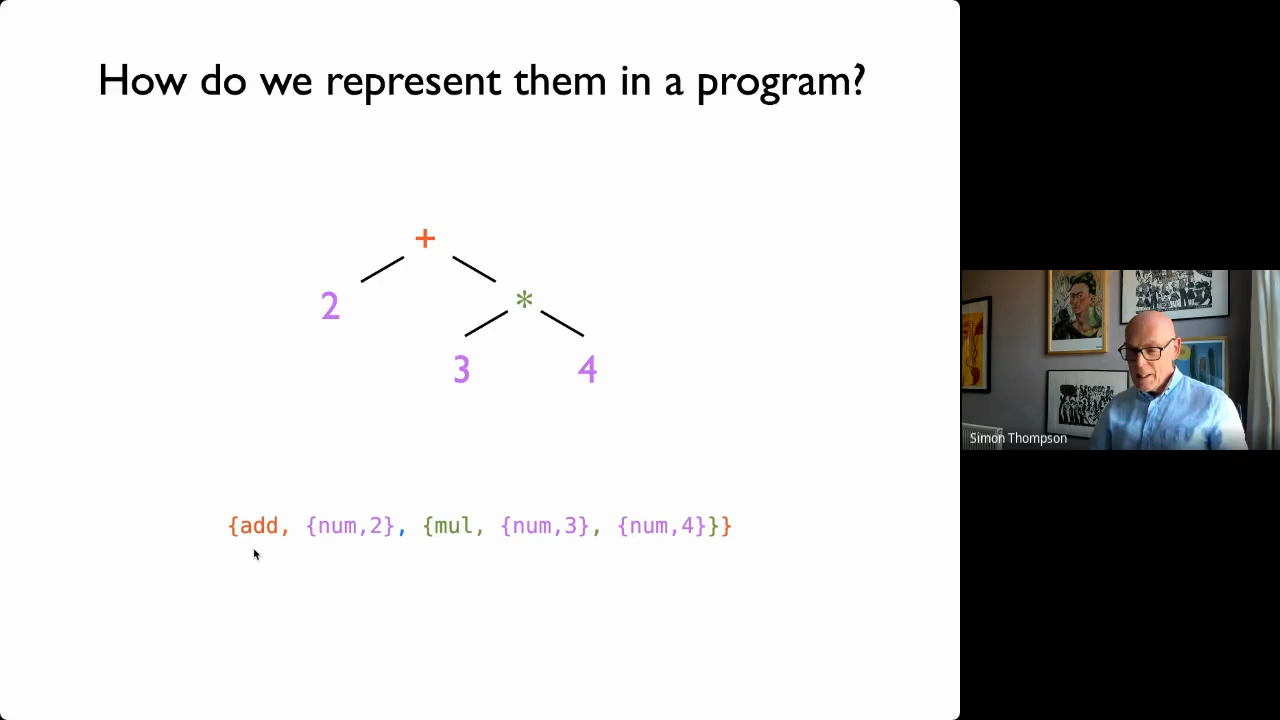 How do we represent them in a program?
+
2
*
3 4
{add, {num,2}, {mul, {num,3}, {num,4}}}
Simon Thompson